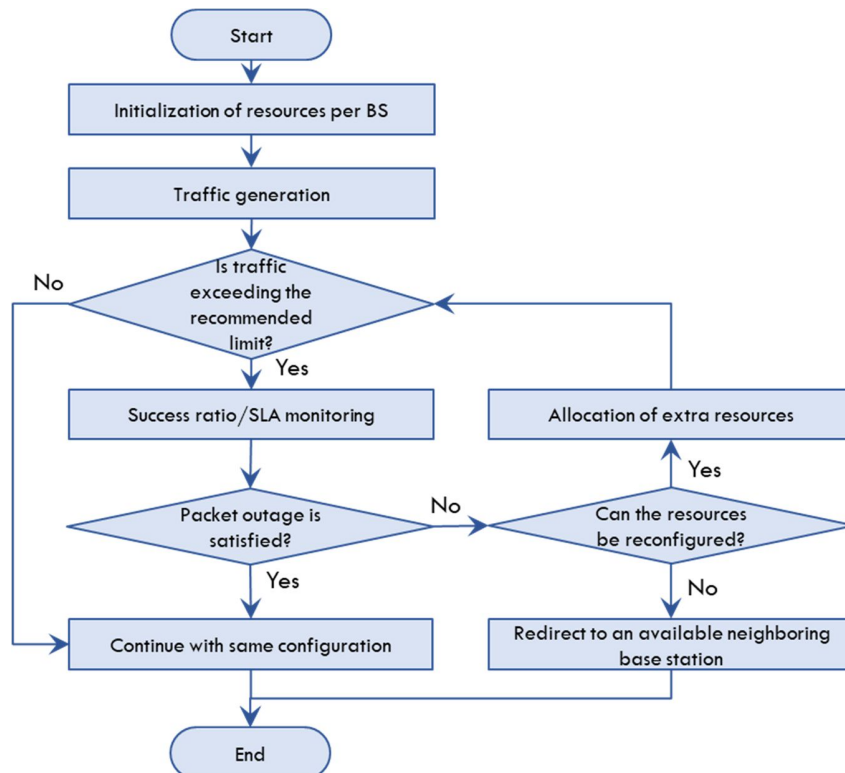 Start
Initialization of resources per BS
Traffic generation
No
Is traffic
exceeding the
recommended
limit?
Yes
Success ratio/SLA monitoring
Allocation of extra resources
Yes
Packet outage is
satisfied?
No
Can the resources
be reconfigured?
Yes
No
Continue with same configuration
Redirect to an available neighboring
base station
End